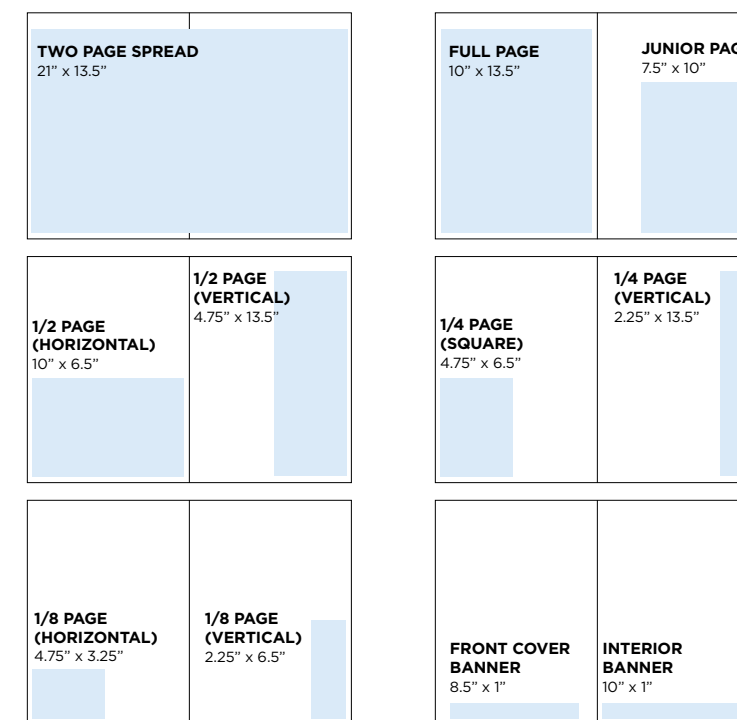 TWO PAGE SPREAD
21” x 13.5”
FULL PAGE
10” x 13.5”
JUNIOR
7.5” x 10”
1/2 PAGE
(HORIZONTAL)
10” x 6.5”
1/2 PAGE
(VERTICAL)
4.75” x 13.5”
1/4 PAGE
(SQUARE)
4.75” x 6.5”
1/4 PAGE
(VERTICAL)
2.25” x 13.5”
1/8 PAGE
(HORIZONTAL)
4.75” x 3.25”
1/8 PAGE
(VERTICAL)
2.25” x 6.5”
FRONT COVER
BANNER
8.5” x 1”
INTERIOR
BANNER
10” x 1”